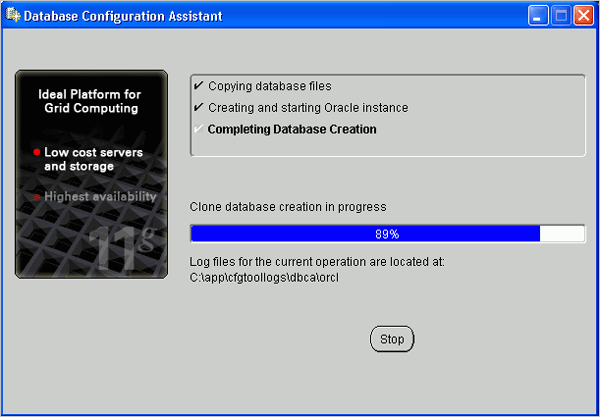 Database Configuration Assistant
Ideal Platform for
Grid Computing
Low cost servers
and storage
Highest availability
11g
Copying database files
Creating and starting Oracle instance
Completing Database Creation
Clone database creation in progress
89%
Log files for the current operation are located at:
C:\app\cfgtoollogs\dbca\orcl
Stop